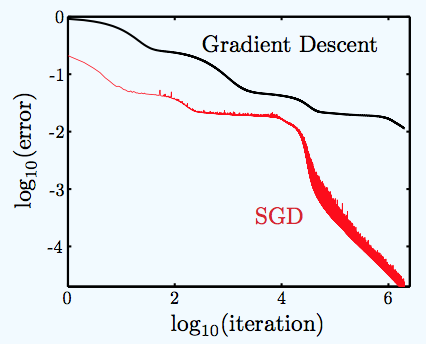 0
Gradient Descent
-1
-2
-3
SGD
-4
log10(error)
0
2
4
6
log10(iteration)